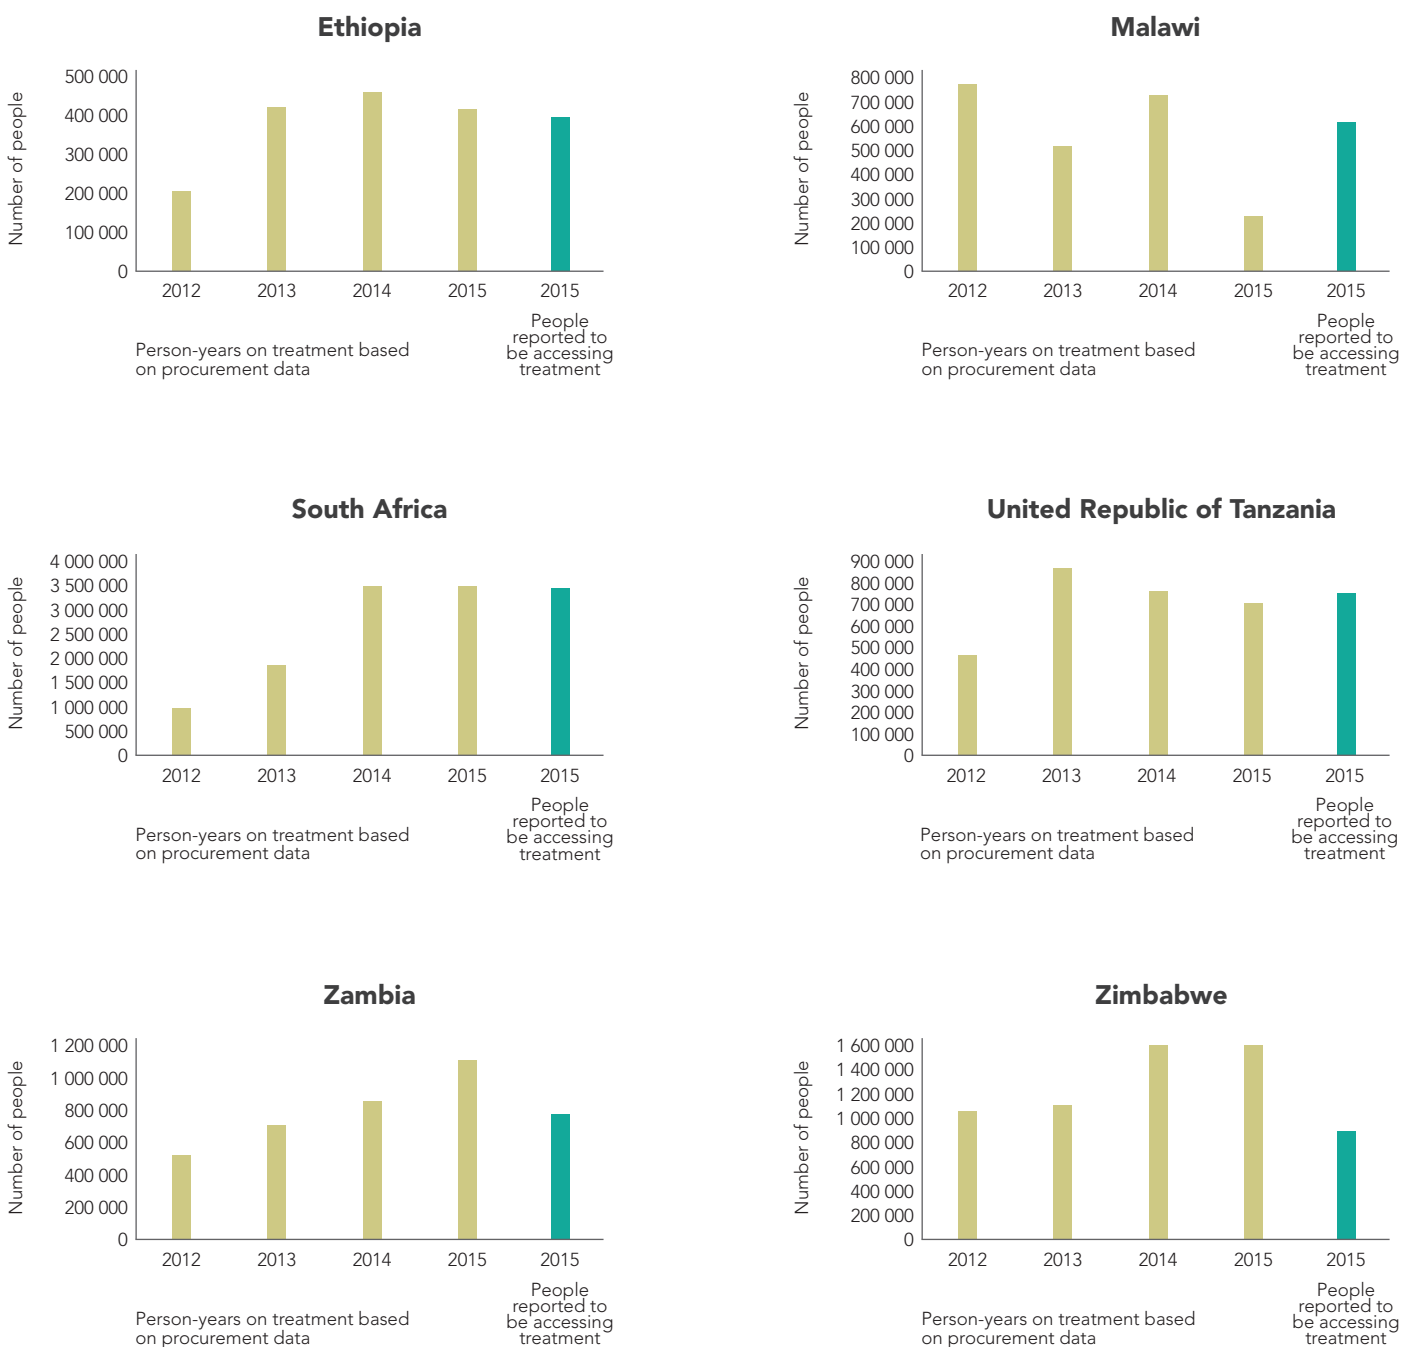 Ethiopia
Number of people
500 000
400 000
300 000
200 000
100 000
0
2012 2013 2014 2015 2015
Person-years on treatment based
on procurement data
People
reported to
be accessing
treatment
Malawi
Number of people
800 000
700 000
600 000
500 000
400 000
300 000
200 000
100 000
0
2012 2013 2014 2015 2015
Person-years on treatment based
on procurement data
People
reported to
be accessing
treatment
South Africa
Number of people
4 000 000
3 500 000
3 000 000
2 500 000
2 000 000
1 500 000
1 000 000
500 000
0
2012 2013 2014 2015 2015
Person-years on treatment based
on procurement data
People
reported to
be accessing
treatment
United Republic of Tanzania
Number of people
900 000
800 000
700 000
600 000
500 000
400 000
300 000
200 000
100 000
0
2012 2013 2014 2015 2015
Person-years on treatment based
on procurement data
People
reported to
be accessing
treatment
Zambia
Number of people
1 200 000
1 000 000
800 000
600 000
400 000
200 000
0
2012 2013 2014 2015 2015
Person-years on treatment based
on procurement data
People
reported to
be accessing
treatment
Zimbabwe
Number of people
1 600 000
1 400 000
1 200 000
1 000 000
800 000
600 000
400 000
200 000
0
2012 2013 2014 2015 2015
Person-years on treatment based
on procurement data
People
reported to
be accessing
treatment